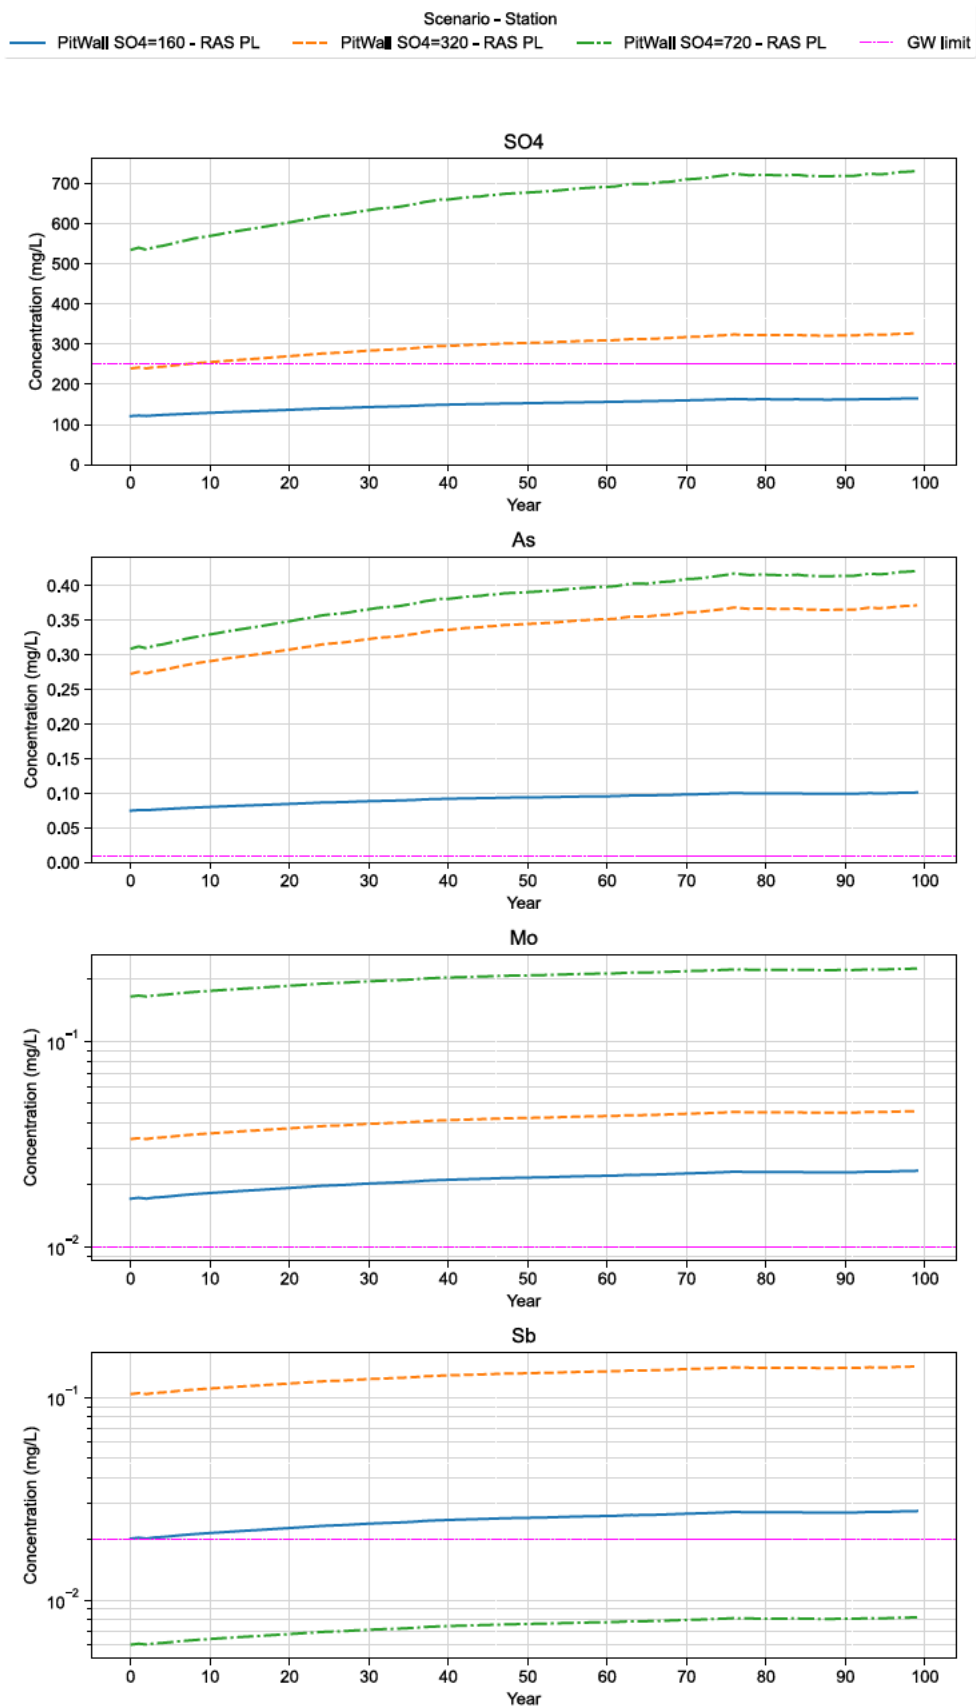 Scenario - Station
PitWall SO4=160 - RAS PL PitWall SO4=320 - RAS PL PitWall SO4=720 - RAS PL GW limit
SO4
700
600
500
400
300
200
100
0
Concentration (mg/L)
0 10 20 30 40 50 60 70 80 90 100
Year
As
0.40
0.35
0.30
0.25
0.20
0.15
0.10
0.05
0.00
Concentration (mg/L)
0 10 20 30 40 50 60 70 80 90 100
Year
Mo
10⁻¹
10⁻²
Concentration (mg/L)
0 10 20 30 40 50 60 70 80 90 100
Year
Sb
10⁻¹
10⁻²
Concentration (mg/L)
0 10 20 30 40 50 60 70 80 90 100
Year